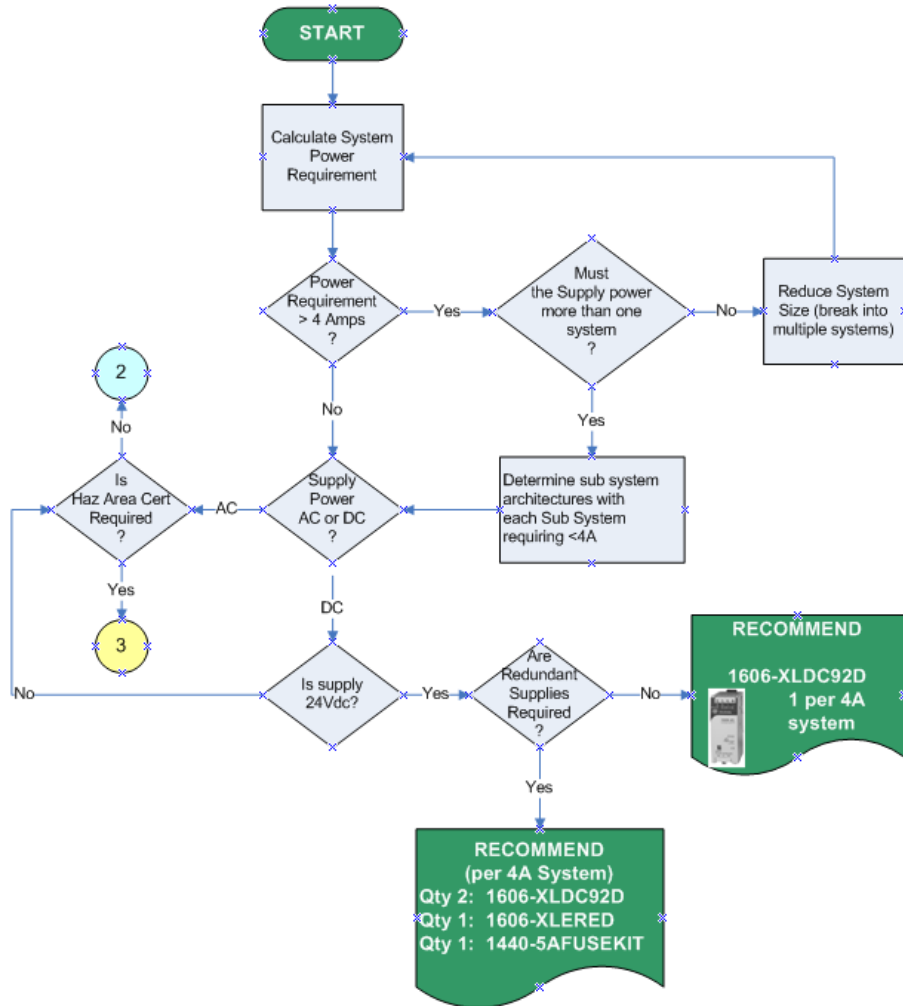 START
Calculate System
Power
Requirement
Power
Requirement
> 4 Amps
?
Yes
Must
the Supply power
more than one
system
?
No
Reduce System
Size (break into
multiple systems)
2
No
No
Yes
Is
Haz Area Cert
Required
?
AC
Supply
Power
AC or DC
?
Determine sub system
architectures with
each Sub System
requiring <4A
Yes
DC
3
No
Is supply
24Vdc?
Yes
Are
Redundant
Supplies
Required
?
No
RECOMMEND
1606-XLDC92D
1 per 4A
system
Yes
RECOMMEND
(per 4A System)
Qty 2: 1606-XLDC92D
Qty 1: 1606-XLERED
Qty 1: 1440-5AFUSEKIT